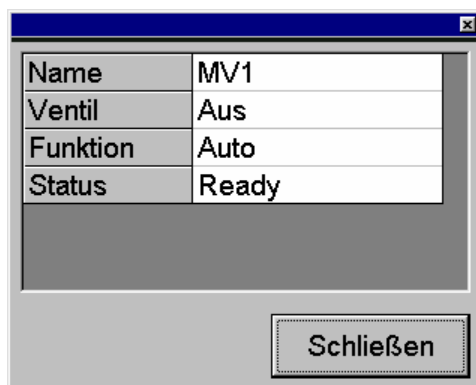 Name MV1
Ventil Aus
Funktion Auto
Status Ready
Schließen